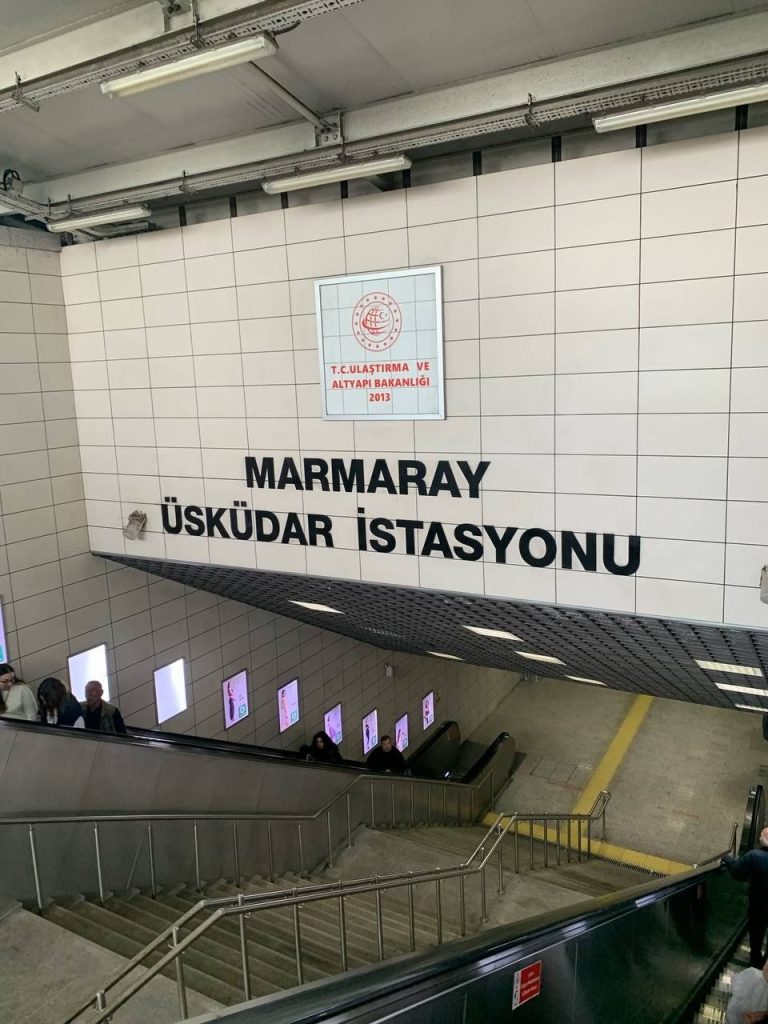 T.C.ULAŞTIRMA VE
ALTYAPI BAKANLIĞI
2013
MARMARAY
ÜSKÜDAR İSTASYONU